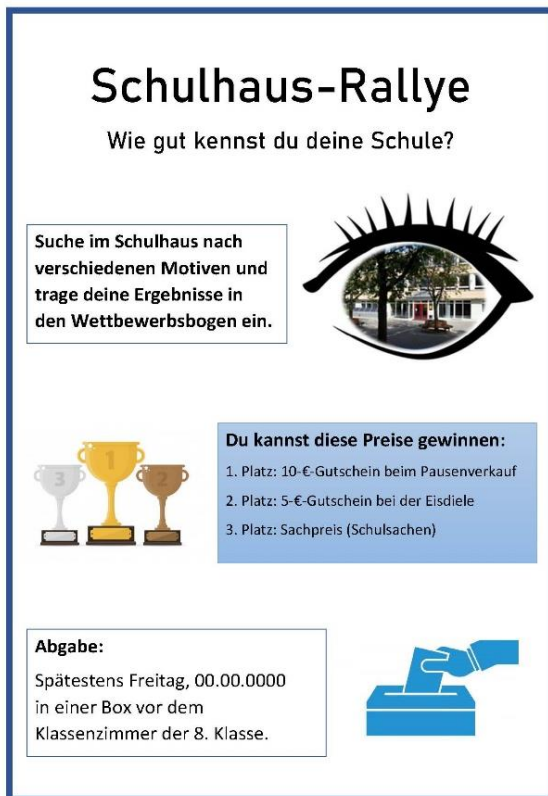 Schulhaus-Rallye
Wie gut kennst du deine Schule?
Suche im Schulhaus nach
verschiedenen Motiven und
trage deine Ergebnisse in
den Wettbewerbsbogen ein.
3 1 2
Du kannst diese Preise gewinnen:
1. Platz: 10-€-Gutschein beim Pausenverkauf
2. Platz: 5-€-Gutschein bei der Eisdiele
3. Platz: Sachpreis (Schulsachen)
Abgabe:
Spätestens Freitag, 00.00.0000
in einer Box vor dem
Klassenzimmer der 8. Klasse.